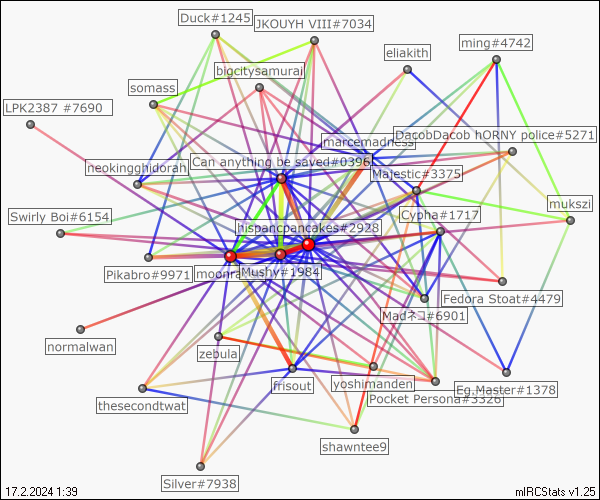 Duck#1245
JKOUYH VIII#7034
ming#4742
eliakith
bigcitysamurai
somass
LPK2387 #7690
marcemadness
DacobDacob hORNY police#5271
Can anything be saved#0396
neokingghidorah
Majestic#3375
mukszi
Swirly Boi#6154
Cypha#1717
hispancpancakes#2928
Pikabro#9971
Mushy#1984
Fedora Stoat#4479
Madネコ#6901
normalwan
zebula
frisout
yoshimanden
Eg.Master#1378
Pocket Persona#3326
thesecondtwat
shawntee9
Silver#7938
17.2.2024 1:39
mIRCStats v1.25